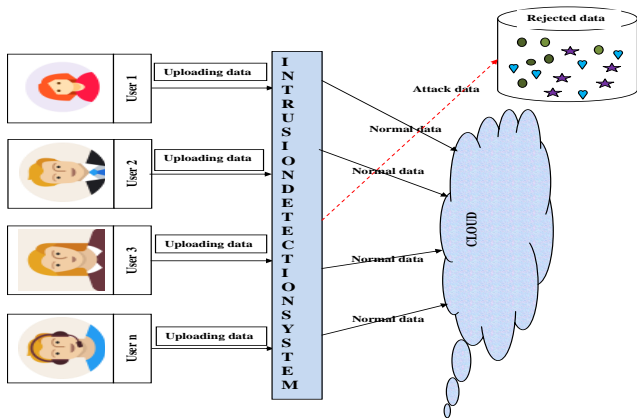 Rejected data
User 1
Uploading data
Attack data
Normal data
User 2
Uploading data
Normal data
User 3
Uploading data
Normal data
User n
Uploading data
Normal data
INTRUSIONDETECTIONSYSTEM
CLOUD